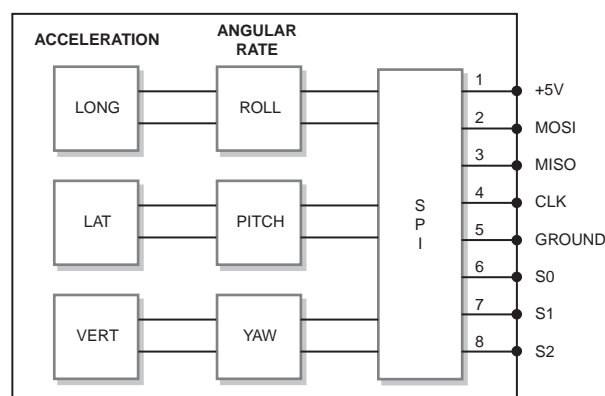 ACCELERATION
ANGULAR
RATE
LONG
ROLL
LAT
PITCH
VERT
YAW
S
P
I
1 +5V
2 MOSI
3 MISO
4 CLK
5 GROUND
6 S0
7 S1
8 S2